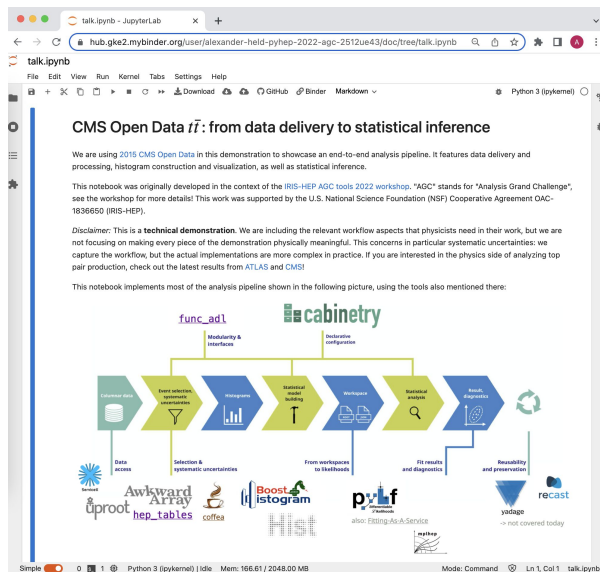 talk.ipynb - JupyterLab
hub.gke2.mybinder.org/user/alexander-held-pyhep-2022-agc-2512ue43/doc/tree/talk.ipynb
A
talk.ipynb
File Edit View Run Kernel Tabs Settings Help
Download GitHub Binder Markdown Python 3 (ipykernel)
CMS Open Data tt̄: from data delivery to statistical inference
We are using 2015 CMS Open Data in this demonstration to showcase an end-to-end analysis pipeline. It features data delivery and
processing, histogram construction and visualization, as well as statistical inference.
This notebook was originally developed in the context of the IRIS-HEP AGC tools 2022 workshop. "AGC" stands for "Analysis Grand Challenge",
see the workshop for more details! This work was supported by the U.S. National Science Foundation (NSF) Cooperative Agreement OAC-
1836650 (IRIS-HEP).
Disclaimer: This is a technical demonstration. We are including the relevant workflow aspects that physicists need in their work, but we are
not focusing on making every piece of the demonstration physically meaningful. This concerns in particular systematic uncertainties: we
capture the workflow, but the actual implementations are more complex in practice. If you are interested in the physics side of analyzing top
pair production, check out the latest results from ATLAS and CMS!
This notebook implements most of the analysis pipeline shown in the following picture, using the tools also mentioned there:
func_adl
cabinetry
Modularity &
interfaces
Declarative
configuration
Columnar data
Event selection,
systematic
uncertainties
Histograms
Statistical
model
building
Workspace
Statistical
analysis
Result,
diagnostics
Data
access
Selection &
systematic uncertainties
From workspaces
to likelihoods
Fit results
and diagnostics
Reusability
and preservation
ServiceX
uproot
Awkward
Array
hep_tables
coffea
Boost
Histogram
Hist
pyhf
differentiable
likelihoods
also: Fitting-As-A-Service
mplhep
yadage
recast
-> not covered today
Simple 0 1 Python 3 (ipykernel) | Idle Mem: 166.61 / 2048.00 MB Mode: Command Ln 1, Col 1 talk.ipynb